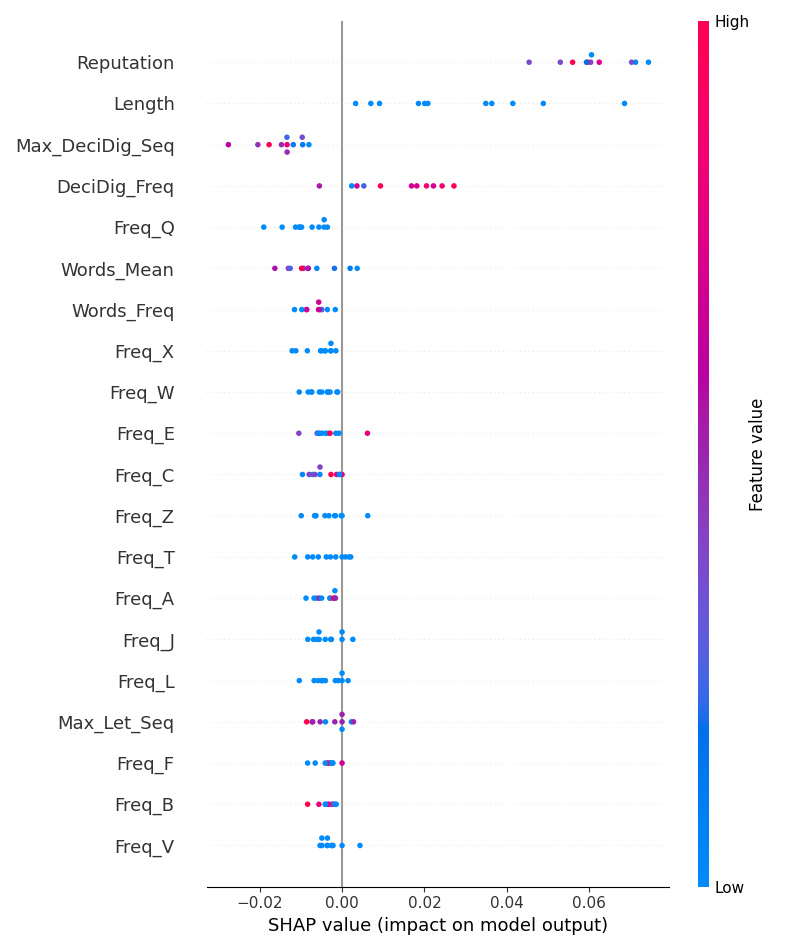 High
Reputation
Length
Max_DeciDig_Seq
DeciDig_Freq
Freq_Q
Words_Mean
Words_Freq
Freq_X
Freq_W
Freq_E
Freq_C
Freq_Z
Freq_T
Freq_A
Freq_J
Freq_L
Max_Let_Seq
Freq_F
Freq_B
Freq_V
Feature value
Low
−0.02 0.00 0.02 0.04 0.06
SHAP value (impact on model output)